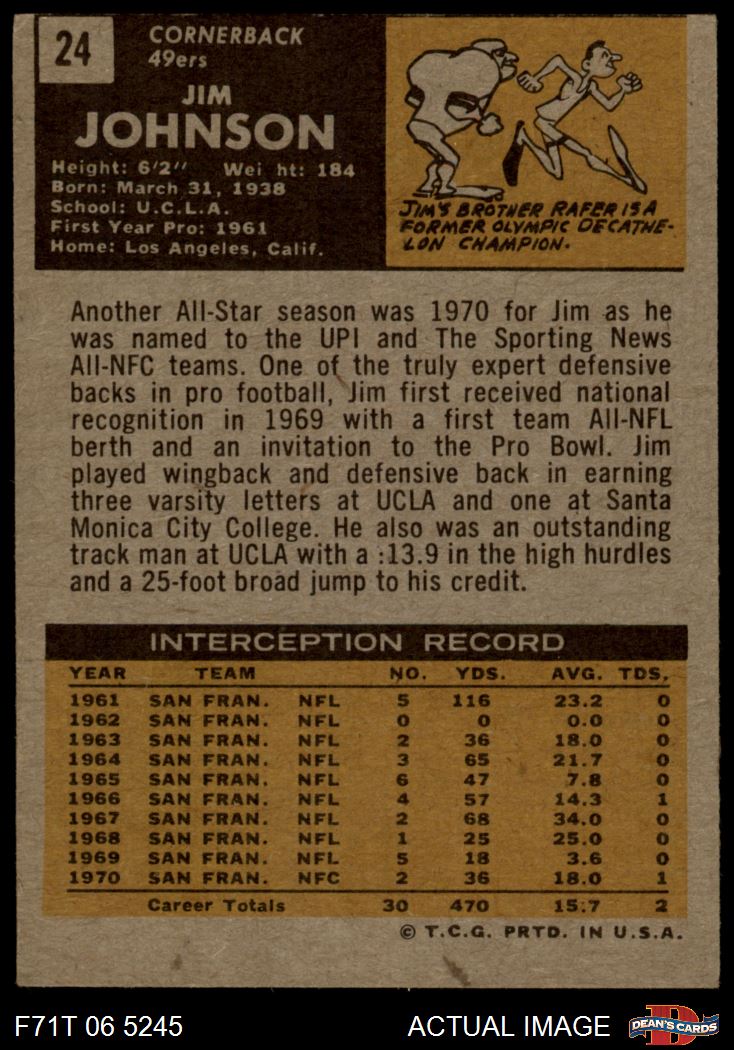 24
CORNERBACK
49ers
JIM
JOHNSON
Height: 6'2" Wei ht: 184
Born: March 31, 1938
School: U.C.L.A.
First Year Pro: 1961
Home: Los Angeles, Calif.
JIM'S BROTHER RAFER IS A
FORMER OLYMPIC DECATHE-
LON CHAMPION.
Another All-Star season was 1970 for Jim as he
was named to the UPI and The Sporting News
All-NFC teams. One of the truly expert defensive
backs in pro football, Jim first received national
recognition in 1969 with a first team All-NFL
berth and an invitation to the Pro Bowl. Jim
played wingback and defensive back in earning
three varsity letters at UCLA and one at Santa
Monica City College. He also was an outstanding
track man at UCLA with a :13.9 in the high hurdles
and a 25-foot broad jump to his credit.
INTERCEPTION RECORD
YEAR TEAM NO. YDS. AVG. TDS.
1961 SAN FRAN. NFL 5 116 23.2 0
1962 SAN FRAN. NFL 0 0 0.0 0
1963 SAN FRAN. NFL 2 36 18.0 0
1964 SAN FRAN. NFL 3 65 21.7 0
1965 SAN FRAN. NFL 6 47 7.8 0
1966 SAN FRAN. NFL 4 57 14.3 1
1967 SAN FRAN. NFL 2 68 34.0 0
1968 SAN FRAN. NFL 1 25 25.0 0
1969 SAN FRAN. NFL 5 18 3.6 0
1970 SAN FRAN. NFC 2 36 18.0 1
Career Totals 30 470 15.7 2
© T.C.G. PRTD. IN U.S.A.
F71T 06 5245 ACTUAL IMAGE
D
DEAN'S CARDS